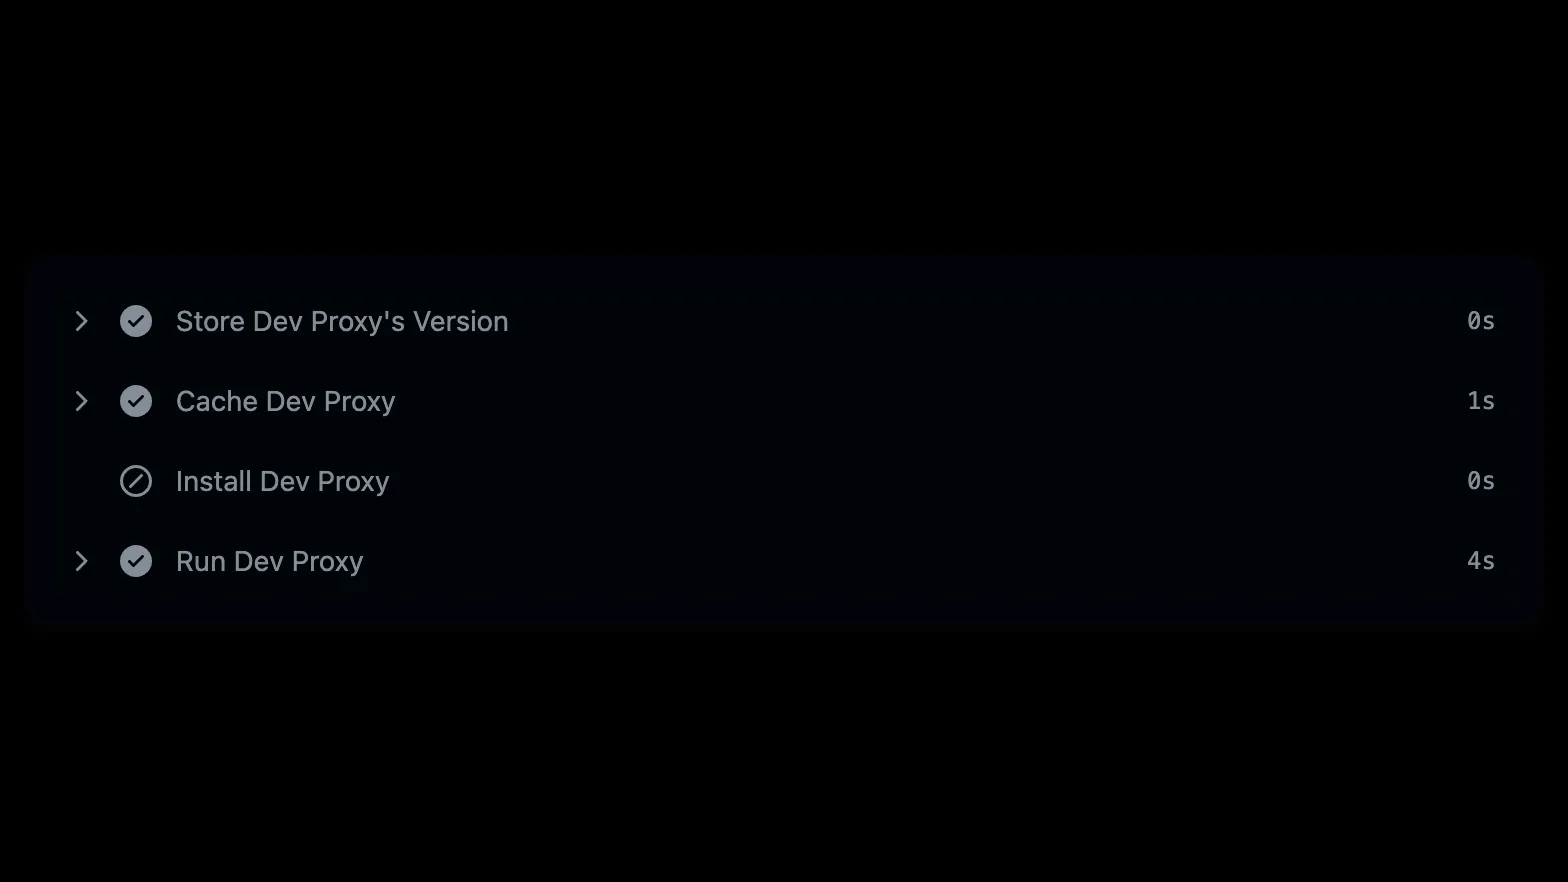 Store Dev Proxy's Version 0s
Cache Dev Proxy 1s
Install Dev Proxy 0s
Run Dev Proxy 4s